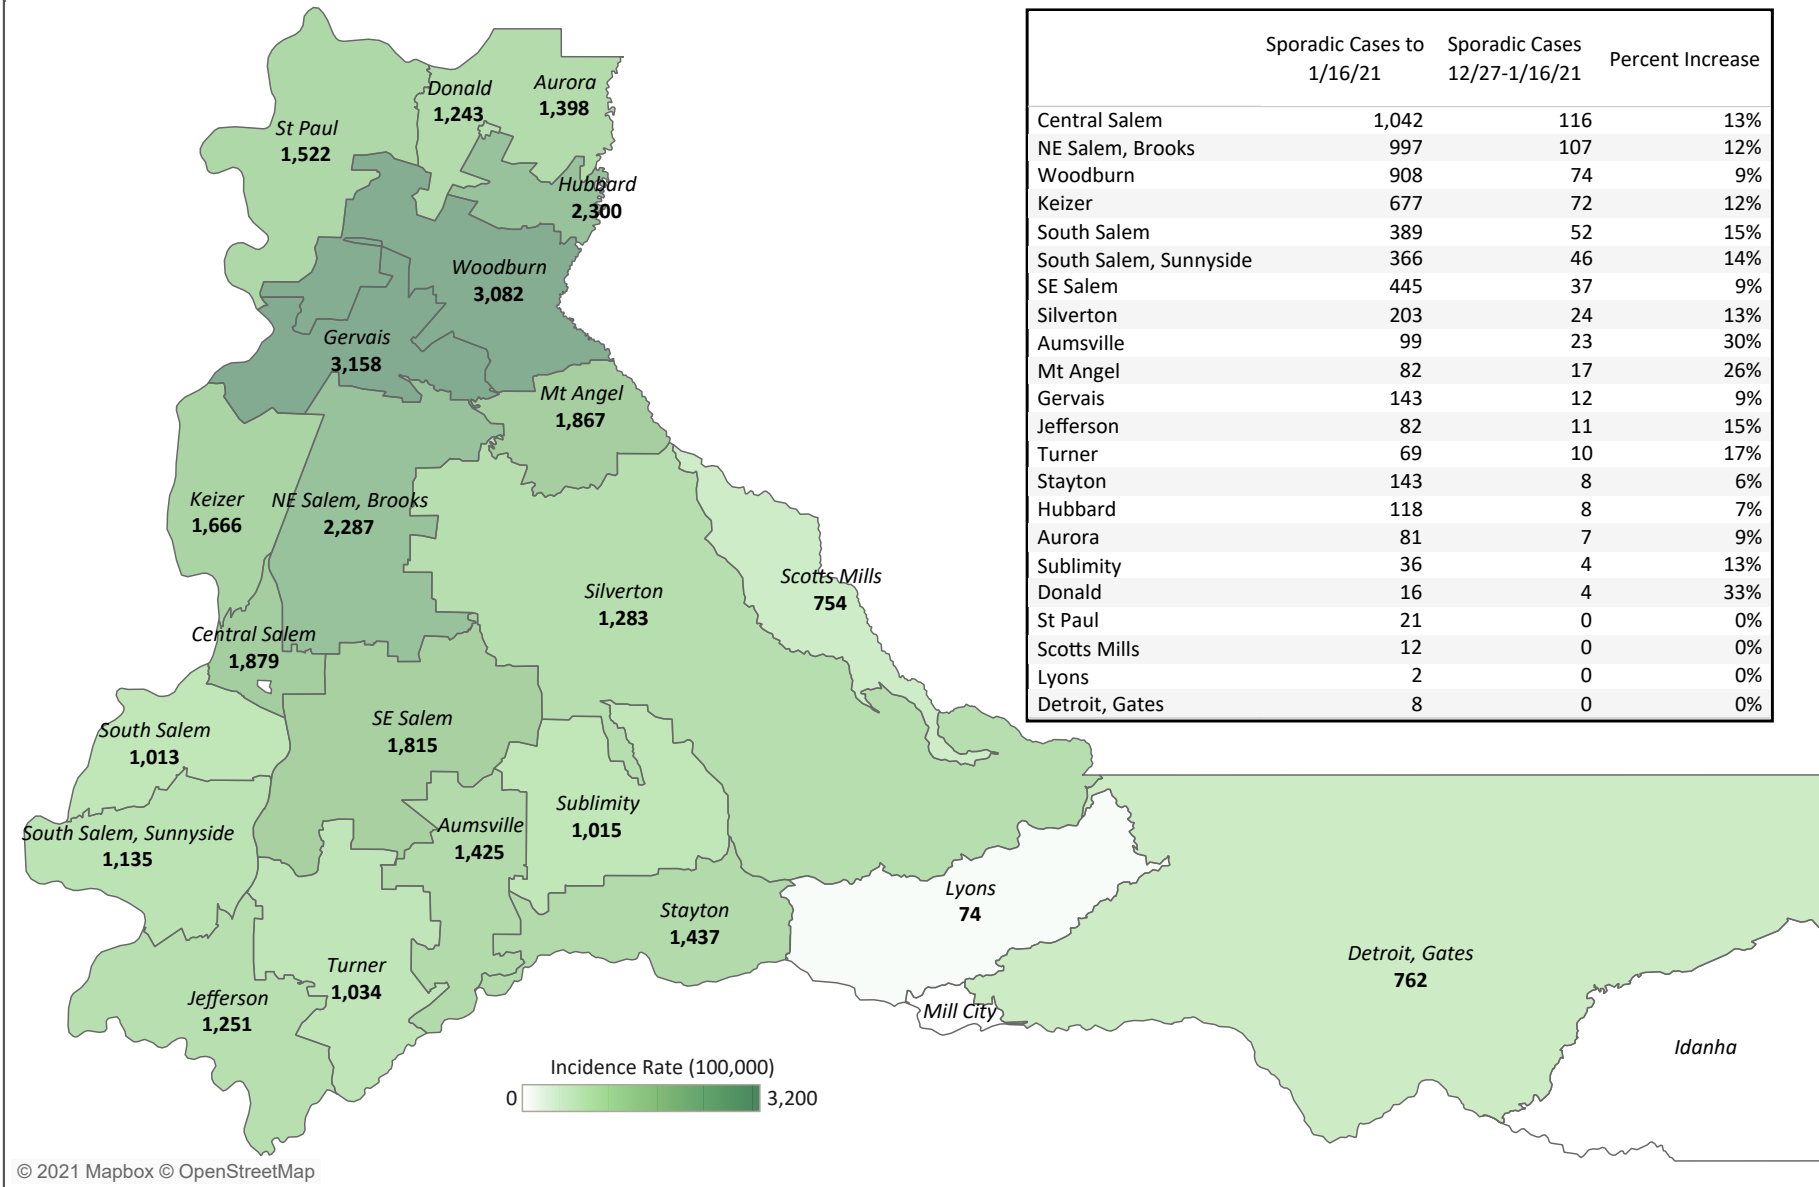 Donald
1,243
Aurora
1,398
St Paul
1,522
Hubbard
2,300
Woodburn
3,082
Gervais
3,158
Mt Angel
1,867
Keizer
1,666
NE Salem, Brooks
2,287
Scotts Mills
754
Silverton
1,283
Central Salem
1,879
South Salem
1,013
SE Salem
1,815
Sublimity
1,015
South Salem, Sunnyside
1,135
Aumsville
1,425
Lyons
74
Stayton
1,437
Detroit, Gates
762
Turner
1,034
Jefferson
1,251
Mill City
Idanha
Incidence Rate (100,000)
0 3,200
© 2021 Mapbox © OpenStreetMap
Sporadic Cases to Sporadic Cases Percent Increase
1/16/21 12/27-1/16/21
Central Salem 1,042 116 13%
NE Salem, Brooks 997 107 12%
Woodburn 908 74 9%
Keizer 677 72 12%
South Salem 389 52 15%
South Salem, Sunnyside 366 46 14%
SE Salem 445 37 9%
Silverton 203 24 13%
Aumsville 99 23 30%
Mt Angel 82 17 26%
Gervais 143 12 9%
Jefferson 82 11 15%
Turner 69 10 17%
Stayton 143 8 6%
Hubbard 118 8 7%
Aurora 81 7 9%
Sublimity 36 4 13%
Donald 16 4 33%
St Paul 21 0 0%
Scotts Mills 12 0 0%
Lyons 2 0 0%
Detroit, Gates 8 0 0%